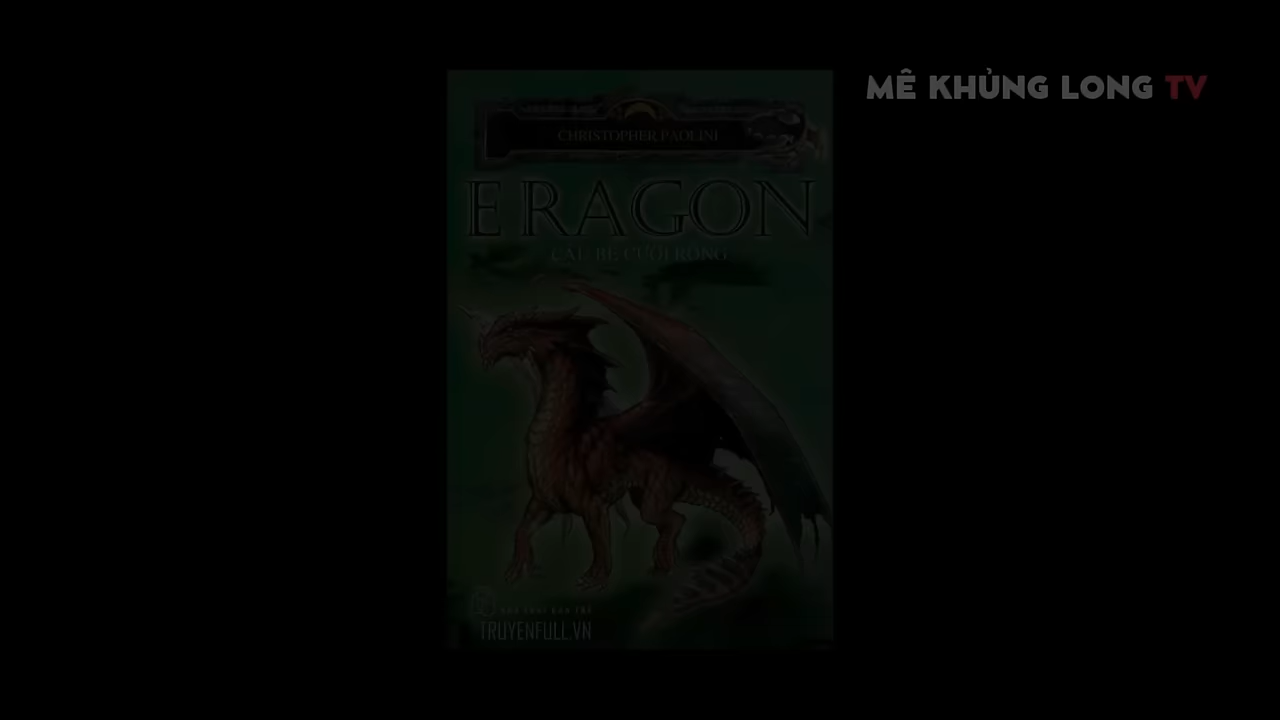 MÊ KHỦNG LONG TV
CHRISTOPHER PAOLINI
ERAGON
CẬU BÉ CƯỠI RỒNG
TRUYENFULL.VN